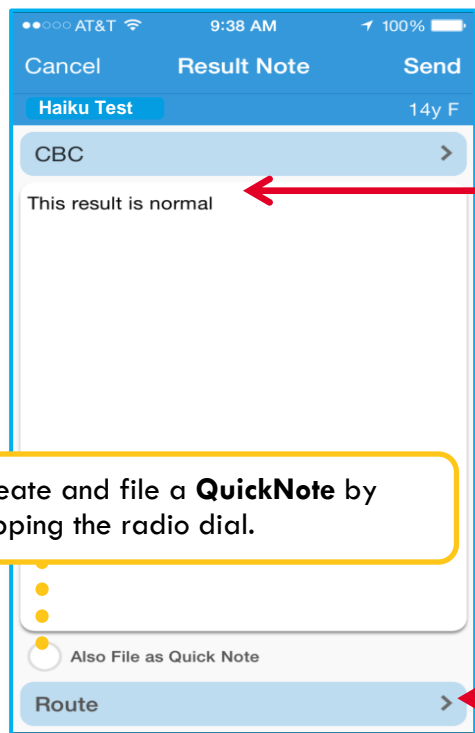 AT&T 9:38 AM 100%
Cancel Result Note Send
Haiku Test 14y F
CBC
This result is normal
eate and file a QuickNote by
pping the radio dial.
Also File as Quick Note
Route